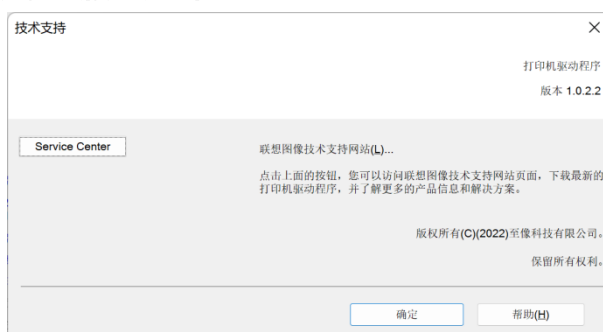 技术支持
打印机驱动程序
版本 1.0.2.2
Service Center
联想图像技术支持网站(L)...
点击上面的按钮，您可以访问联想图像技术支持网站页面，下载最新的
打印机驱动程序，并了解更多的产品信息和解决方案。
版权所有(C)(2022)至像科技有限公司。
保留所有权利。
确定
帮助(H)